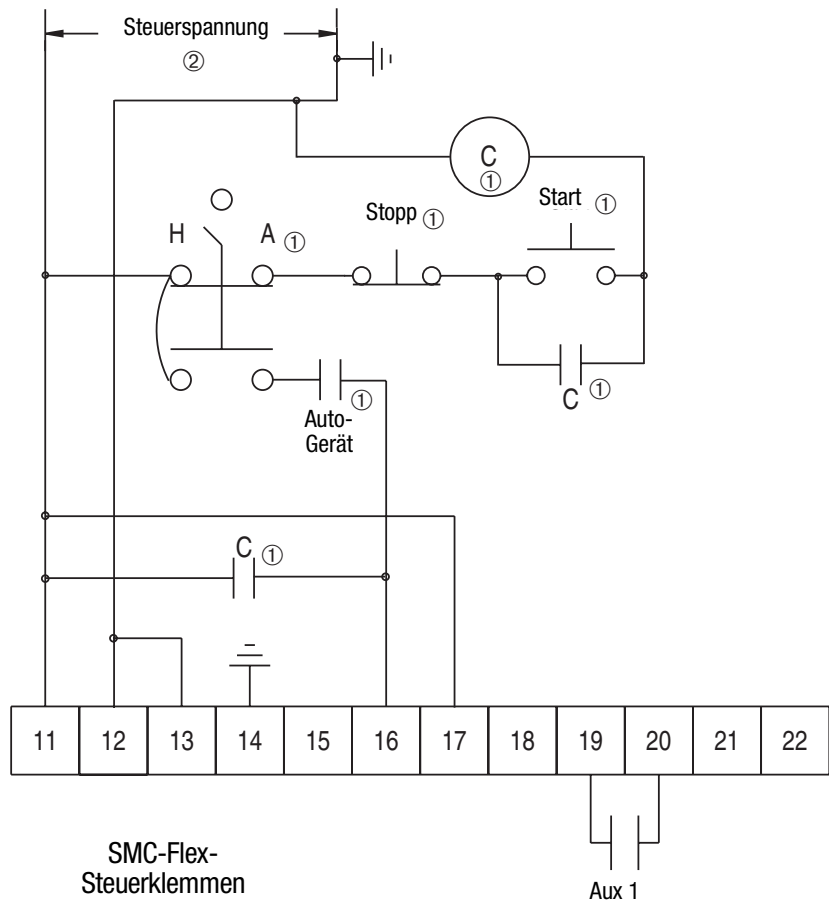 Steuerspannung
②
C
①
Stopp ①
Start ①
H A ①
C ①
①
Auto-
Gerät
C ①
11 12 13 14 15 16 17 18 19 20 21 22
SMC-Flex-
Steuerklemmen
Aux 1